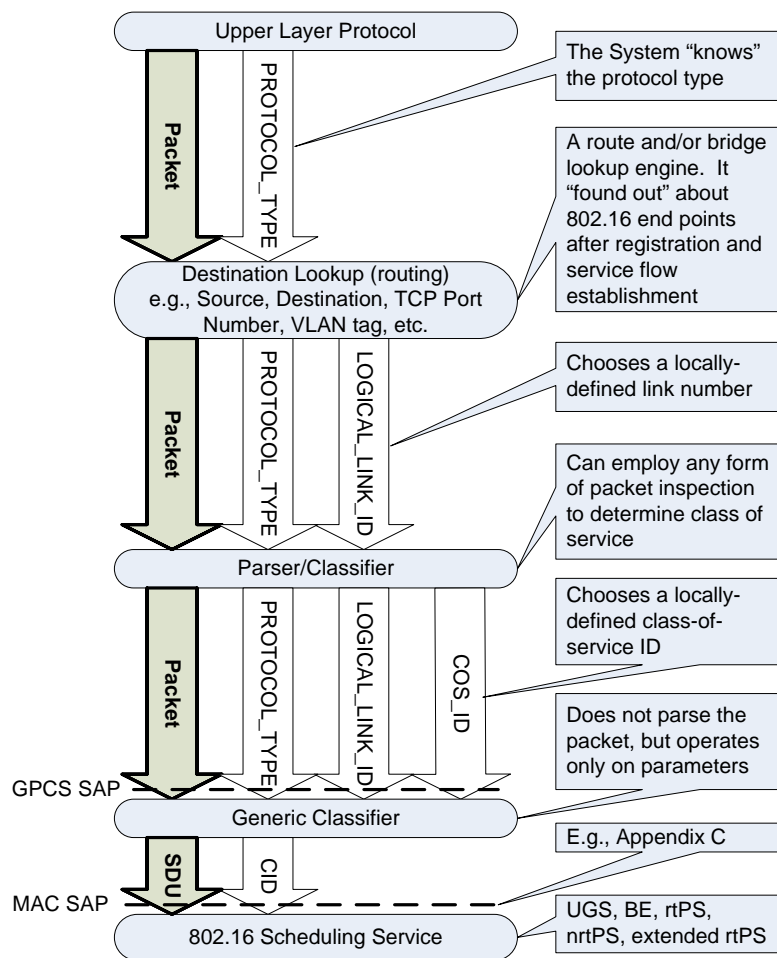 Upper Layer Protocol
The System “knows”
the protocol type
Packet
PROTOCOL_TYPE
A route and/or bridge
lookup engine.  It
“found out” about
802.16 end points
after registration and
service flow
establishment
Destination Lookup (routing)
e.g., Source, Destination, TCP Port
Number, VLAN tag, etc.
Packet
PROTOCOL_TYPE
LOGICAL_LINK_ID
Chooses a locally-
defined link number
Can employ any form
of packet inspection
to determine class of
service
Parser/Classifier
Packet
PROTOCOL_TYPE
LOGICAL_LINK_ID
COS_ID
Chooses a locally-
defined class-of-
service ID
Does not parse the
packet, but operates
only on parameters
GPCS SAP
Generic Classifier
SDU
CID
E.g., Appendix C
MAC SAP
802.16 Scheduling Service
UGS, BE, rtPS,
nrtPS, extended rtPS